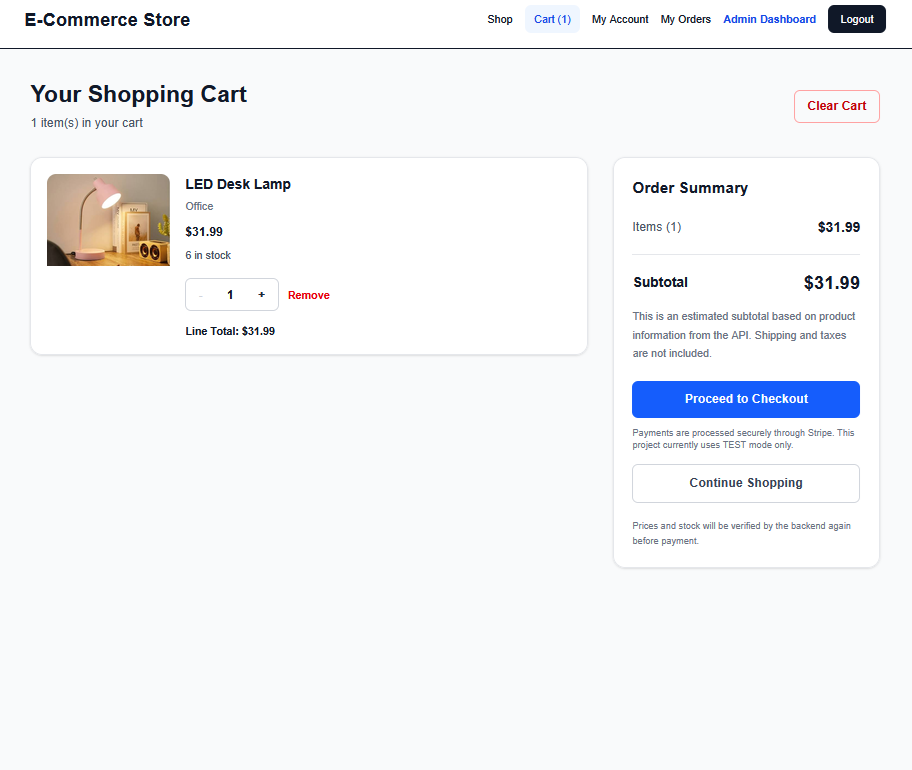 E-Commerce Store
Shop
Cart (1)
My Account
My Orders
Admin Dashboard
Logout
Your Shopping Cart
1 item(s) in your cart
Clear Cart
LED Desk Lamp
Office
$31.99
6 in stock
- 1 +
Remove
Line Total: $31.99
Order Summary
Items (1) $31.99
Subtotal $31.99
This is an estimated subtotal based on product
information from the API. Shipping and taxes
are not included.
Proceed to Checkout
Payments are processed securely through Stripe. This
project currently uses TEST mode only.
Continue Shopping
Prices and stock will be verified by the backend again
before payment.